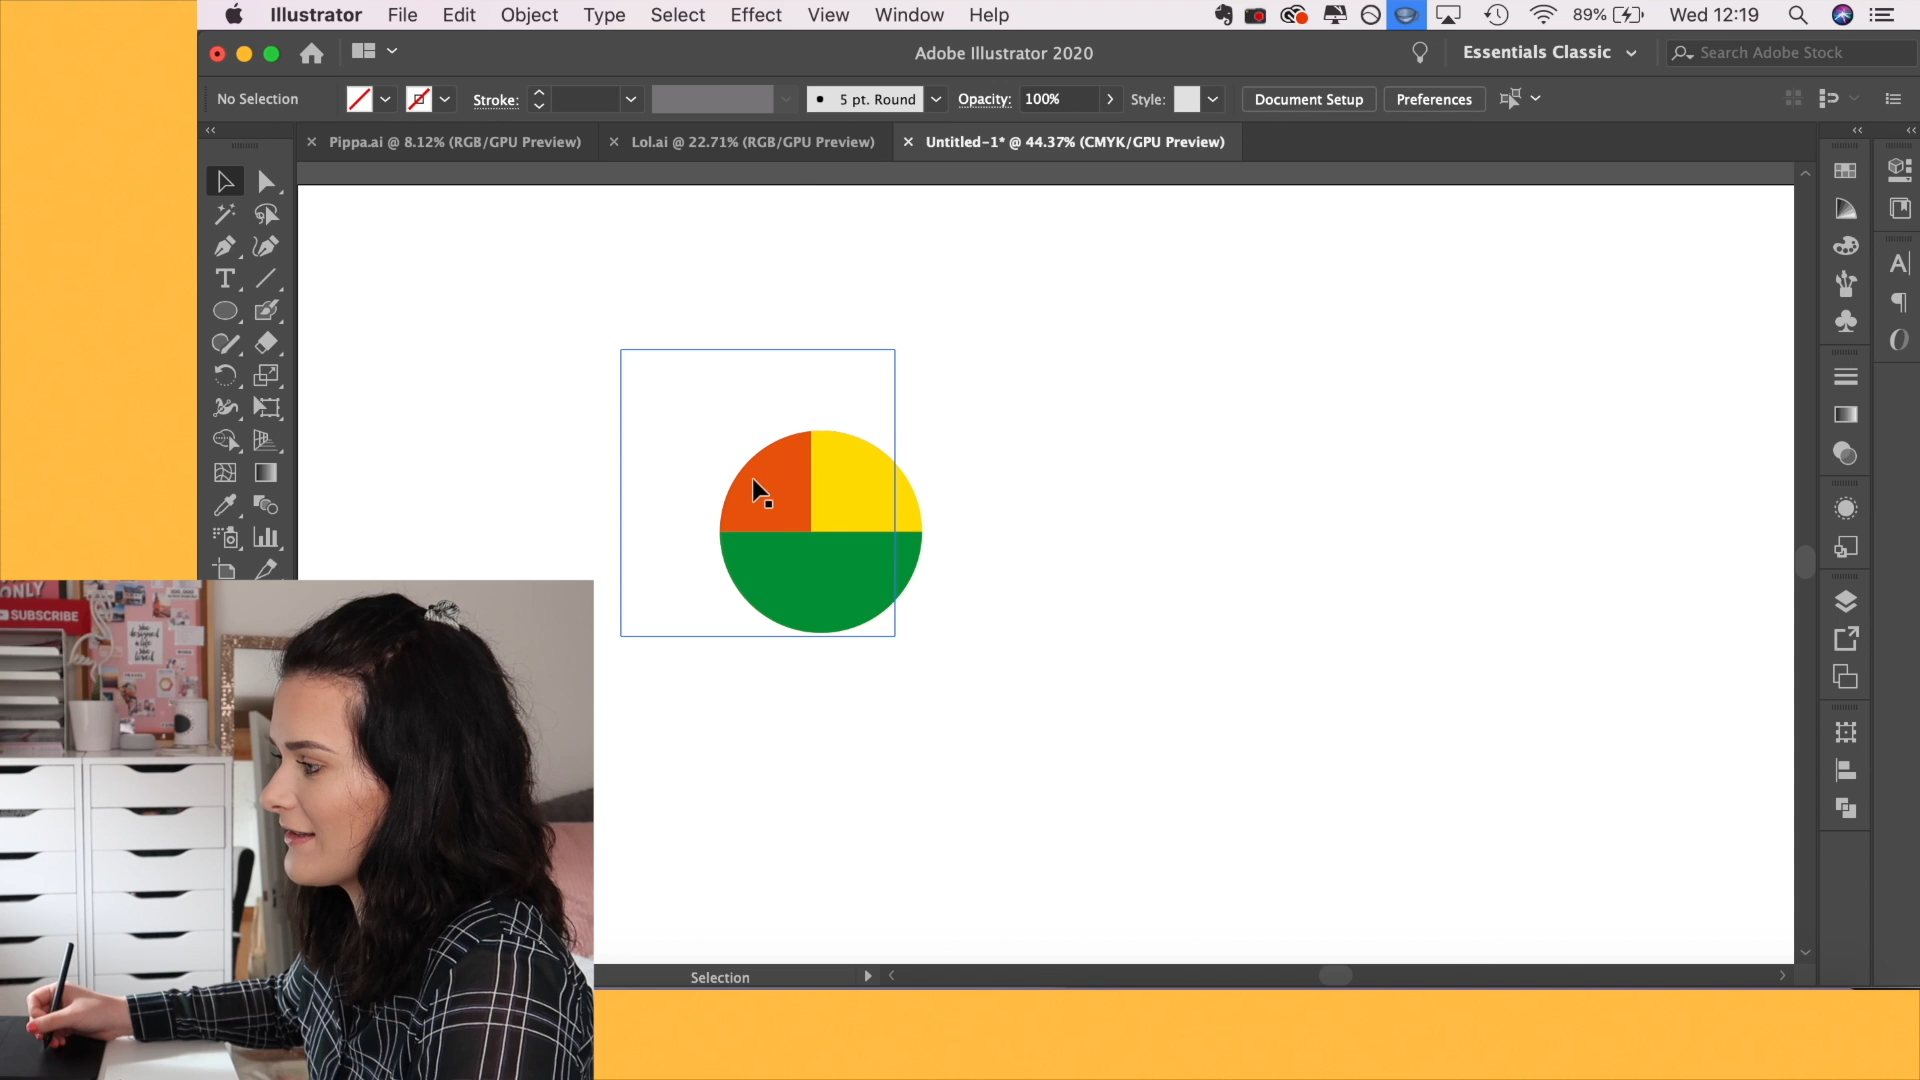 Illustrator File Edit Object Type Select Effect View Window Help 89% Wed 12:19
Adobe Illustrator 2020 Essentials Classic Search Adobe Stock
No Selection Stroke: 5 pt. Round Opacity: 100% Style: Document Setup Preferences
Pippa.ai @ 8.12% (RGB/GPU Preview) Lol.ai @ 22.71% (RGB/GPU Preview) Untitled-1* @ 44.37% (CMYK/GPU Preview)
Selection
ONLY
SUBSCRIBE